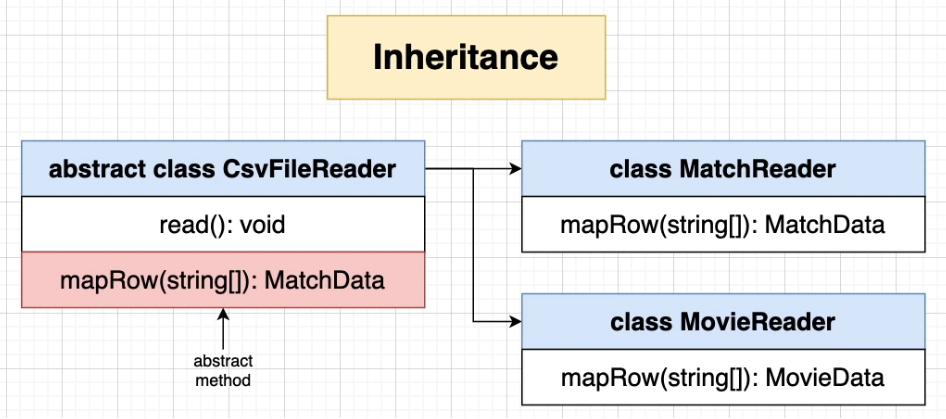 Inheritance
abstract class CsvFileReader
read(): void
mapRow(string[]): MatchData
abstract
method
class MatchReader
mapRow(string[]): MatchData
class MovieReader
mapRow(string[]): MovieData